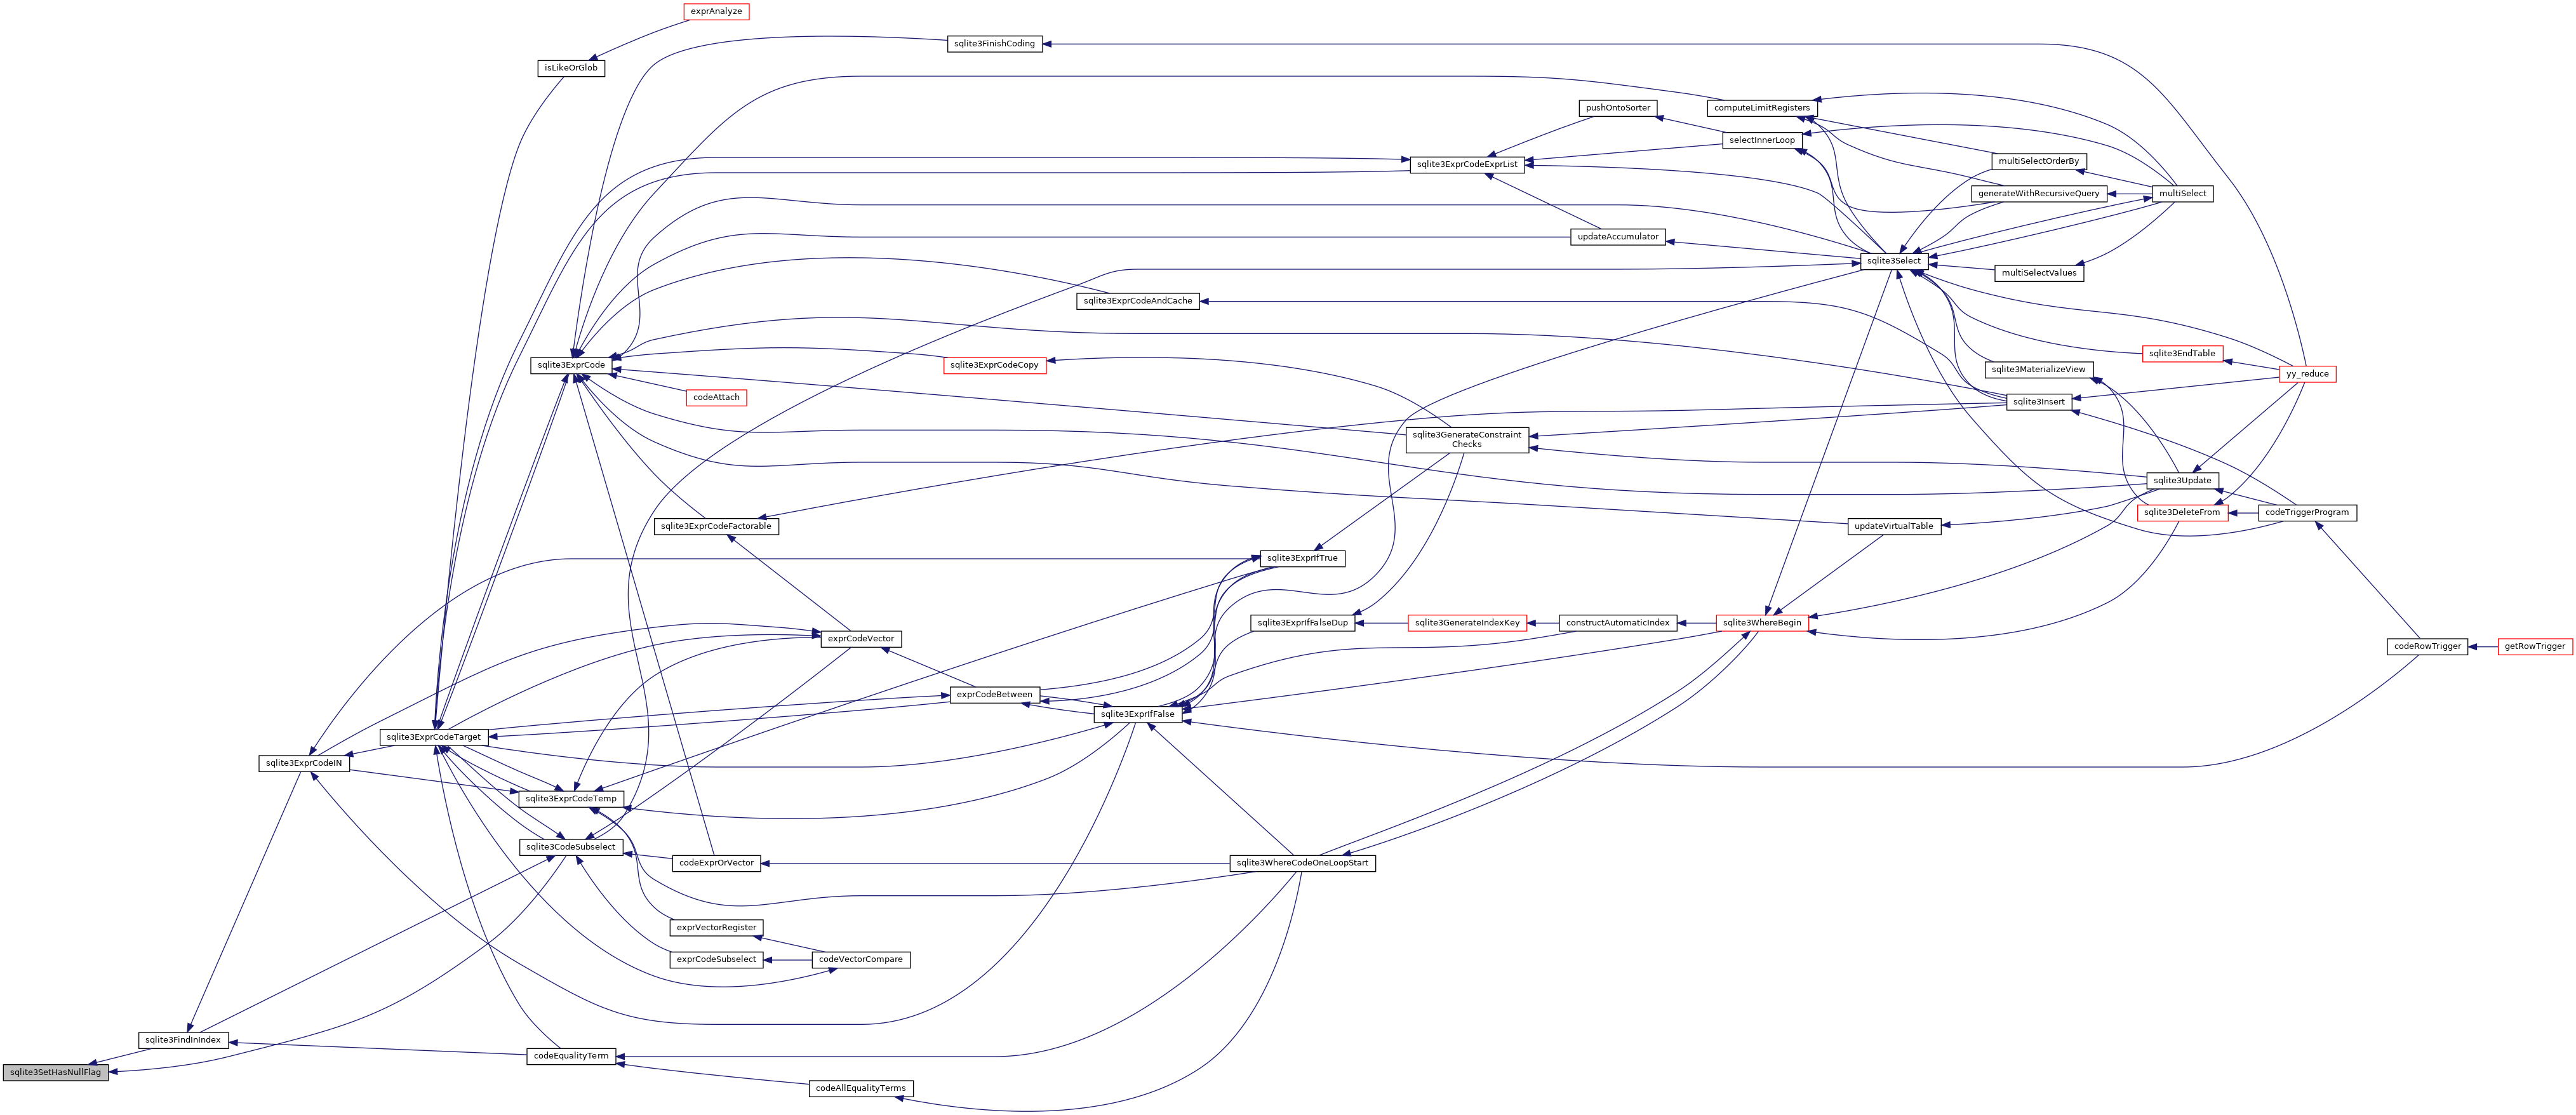 exprAnalyze
sqlite3FinishCoding
isLikeOrGlob
pushOntoSorter
computeLimitRegisters
selectInnerLoop
sqlite3ExprCodeExprList
multiSelectOrderBy
generateWithRecursiveQuery
multiSelect
updateAccumulator
sqlite3Select
multiSelectValues
sqlite3ExprCodeAndCache
sqlite3EndTable
sqlite3ExprCode
sqlite3ExprCodeCopy
sqlite3MaterializeView
yy_reduce
codeAttach
sqlite3Insert
sqlite3GenerateConstraint
Checks
sqlite3Update
sqlite3DeleteFrom
codeTriggerProgram
sqlite3ExprCodeFactorable
updateVirtualTable
sqlite3ExprIfTrue
sqlite3ExprIfFalseDup
sqlite3GenerateIndexKey
constructAutomaticIndex
sqlite3WhereBegin
exprCodeVector
codeRowTrigger
getRowTrigger
exprCodeBetween
sqlite3ExprIfFalse
sqlite3ExprCodeTarget
sqlite3ExprCodeIN
sqlite3ExprCodeTemp
sqlite3CodeSubselect
codeExprOrVector
sqlite3WhereCodeOneLoopStart
exprVectorRegister
exprCodeSubselect
codeVectorCompare
sqlite3FindInIndex
codeEqualityTerm
sqlite3SetHasNullFlag
codeAllEqualityTerms